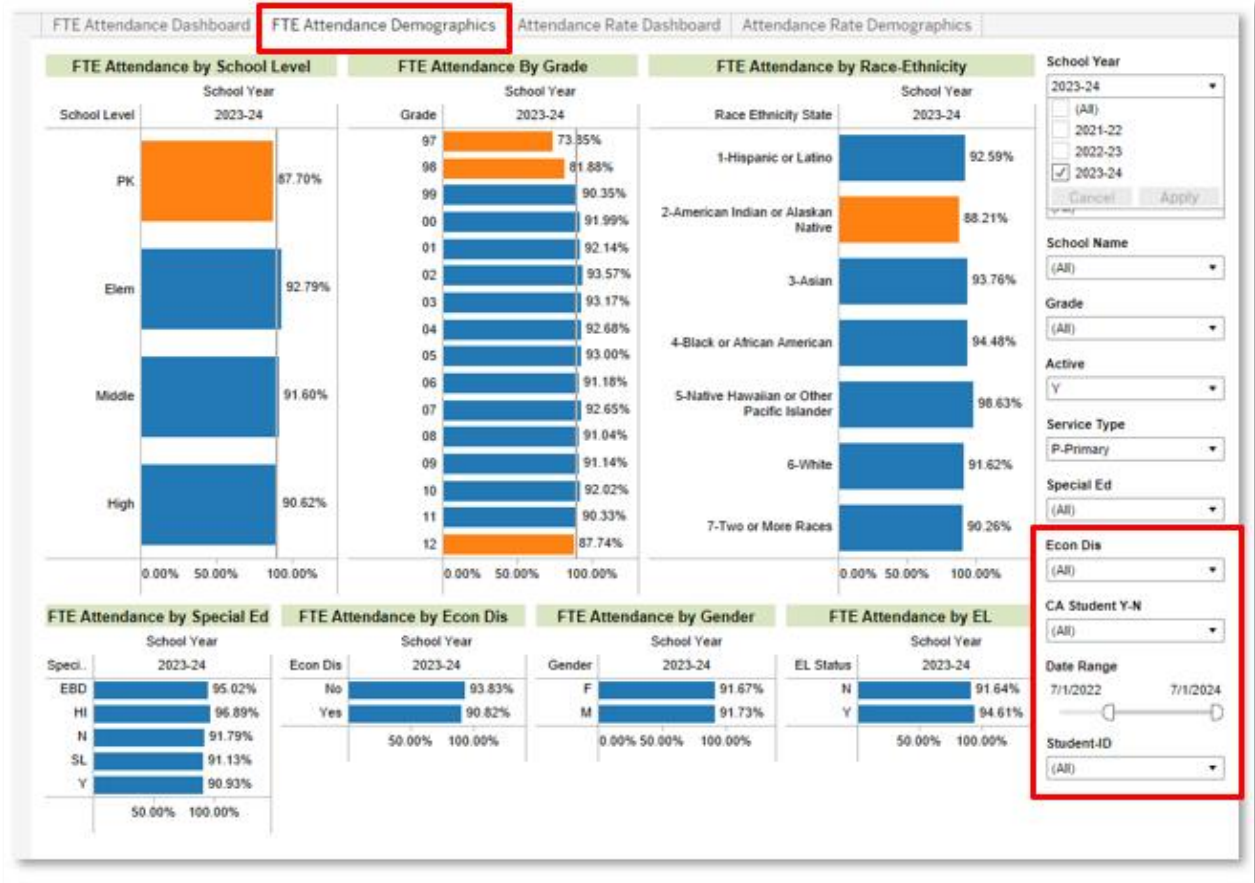 FTE Attendance Dashboard FTE Attendance Demographics Attendance Rate Dashboard Attendance Rate Demographics
FTE Attendance by School Level
School Year
School Level 2023-24
PK 87.70%
Elem 92.79%
Middle 91.60%
High 90.62%
0.00% 50.00% 100.00%
FTE Attendance By Grade
School Year
Grade 2023-24
97 73.85%
98 81.88%
99 90.35%
00 91.99%
01 92.14%
02 93.57%
03 93.17%
04 92.68%
05 93.00%
06 91.18%
07 92.65%
08 91.04%
09 91.14%
10 92.02%
11 90.33%
12 87.74%
0.00% 50.00% 100.00%
FTE Attendance by Race-Ethnicity
School Year
Race Ethnicity State 2023-24
1-Hispanic or Latino 92.59%
2-American Indian or Alaskan
Native 88.21%
3-Asian 93.76%
4-Black or African American 94.48%
5-Native Hawaiian or Other
Pacific Islander 98.63%
6-White 91.62%
7-Two or More Races 90.26%
0.00% 50.00% 100.00%
School Year
2023-24
(All)
2021-22
2022-23
2023-24
Cancel Apply
School Name
(All)
Grade
(All)
Active
Y
Service Type
P-Primary
Special Ed
(All)
Econ Dis
(All)
CA Student Y-N
(All)
Date Range
7/1/2022 7/1/2024
Student-ID
(All)
FTE Attendance by Special Ed
School Year
Speci.. 2023-24
EBD 95.02%
HI 96.89%
N 91.79%
SL 91.13%
Y 90.93%
50.00% 100.00%
FTE Attendance by Econ Dis
School Year
Econ Dis 2023-24
No 93.83%
Yes 90.82%
50.00% 100.00%
FTE Attendance by Gender
School Year
Gender 2023-24
F 91.67%
M 91.73%
0.00% 50.00% 100.00%
FTE Attendance by EL
School Year
EL Status 2023-24
N 91.64%
Y 94.61%
50.00% 100.00%